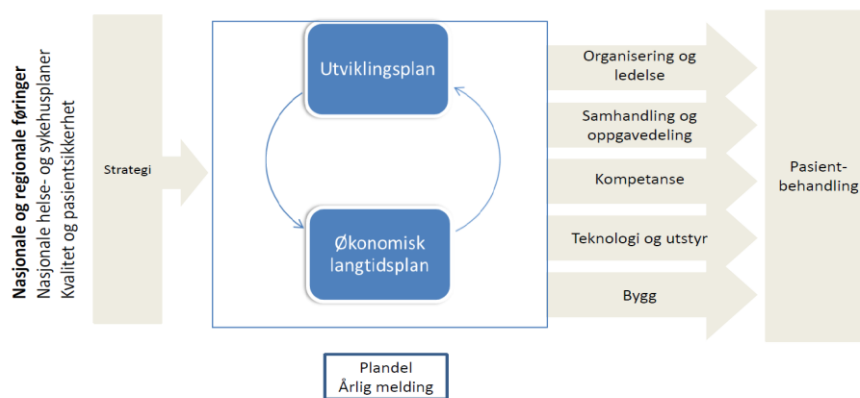 Nasjonale og regionale føringer
Nasjonale helse- og sykehusplaner
Kvalitet og pasientsikkerhet
Strategi
Utviklingsplan
Økonomisk
langtidsplan
Organisering og
ledelse
Samhandling og
oppgavedeling
Kompetanse
Teknologi og utstyr
Bygg
Pasient-
behandling
Plandel
Årlig melding